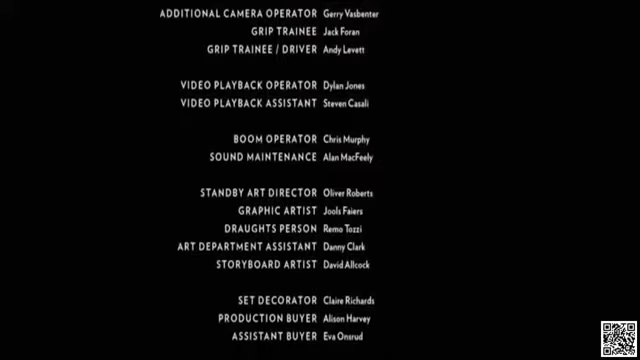 ADDITIONAL CAMERA OPERATOR Gerry Vasbenter
GRIP TRAINEE Jack Foran
GRIP TRAINEE / DRIVER Andy Levett
VIDEO PLAYBACK OPERATOR Dylan Jones
VIDEO PLAYBACK ASSISTANT Steven Casali
BOOM OPERATOR Chris Murphy
SOUND MAINTENANCE Alan MacFeely
STANDBY ART DIRECTOR Oliver Roberts
GRAPHIC ARTIST Jools Faiers
DRAUGHTS PERSON Remo Tozzi
ART DEPARTMENT ASSISTANT Danny Clark
STORYBOARD ARTIST David Allcock
SET DECORATOR Claire Richards
PRODUCTION BUYER Alison Harvey
ASSISTANT BUYER Eva Onsrud